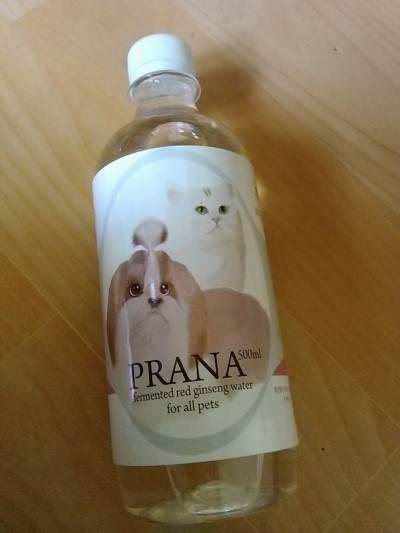 PRANA 500ml
fermented red ginseng water
for all pets